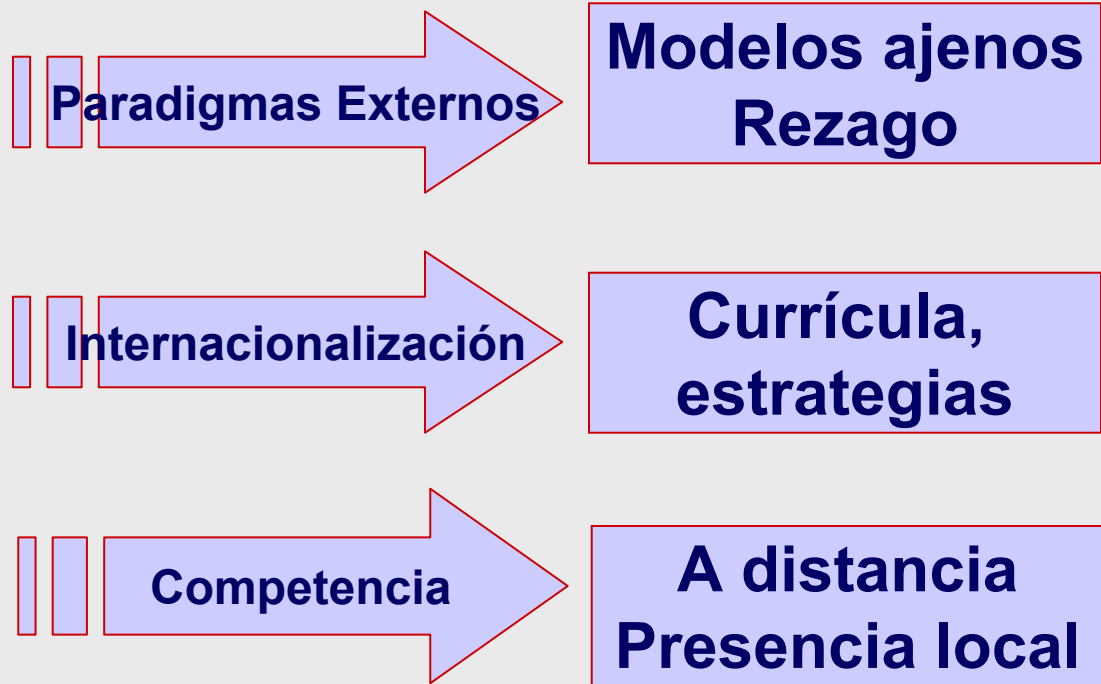 Paradigmas Externos
Modelos ajenos
Rezago
Internacionalización
Currícula,
estrategias
Competencia
A distancia
Presencia local